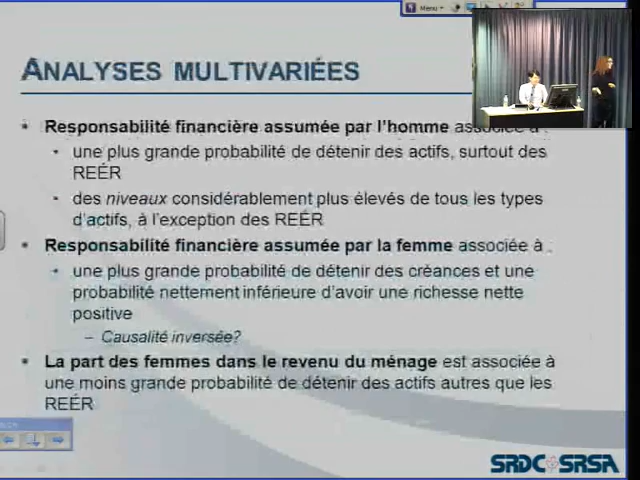 Menu
ANALYSES MULTIVARIÉES
• Responsabilité financière assumée par l'homme associée à :
• une plus grande probabilité de détenir des actifs, surtout des
REÉR
• des niveaux considérablement plus élevés de tous les types
d'actifs, à l'exception des REÉR
• Responsabilité financière assumée par la femme associée à :
• une plus grande probabilité de détenir des créances et une
probabilité nettement inférieure d'avoir une richesse nette
positive
– Causalité inversée?
• La part des femmes dans le revenu du ménage est associée à
une moins grande probabilité de détenir des actifs autres que les
REÉR
SRDC SRSA